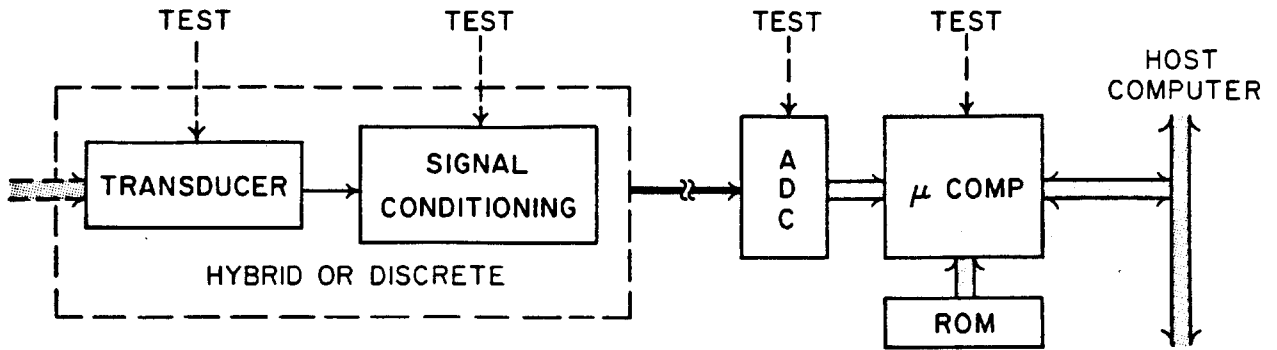 TEST
TEST
TEST
TEST
HOST
COMPUTER
TRANSDUCER
SIGNAL
CONDITIONING
A
D
C
μ COMP
HYBRID OR DISCRETE
ROM